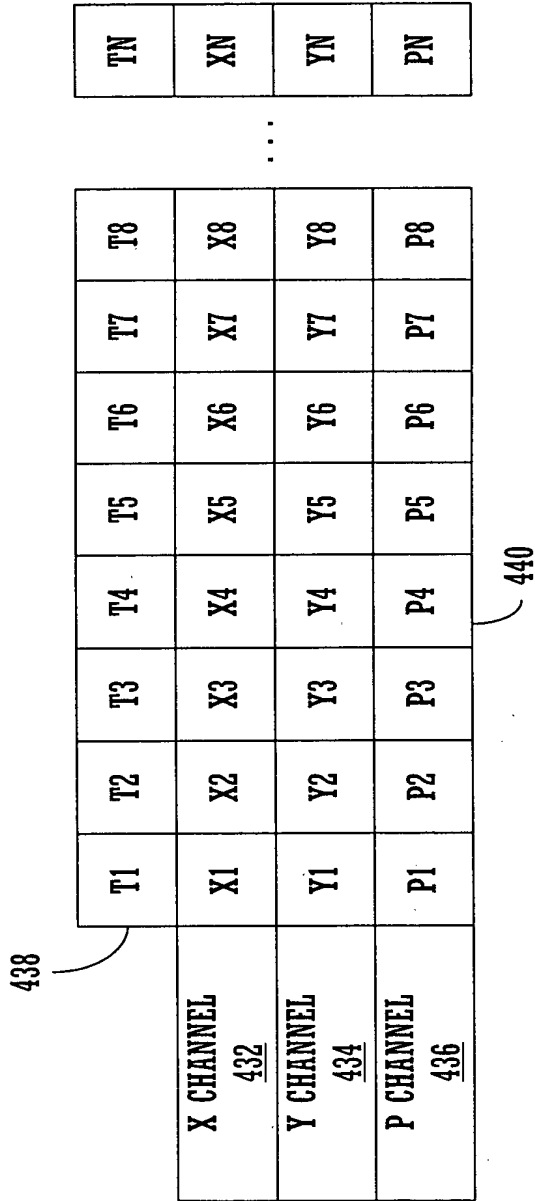 438
T1 T2 T3 T4 T5 T6 T7 T8 ... TN
X CHANNEL
432
X1 X2 X3 X4 X5 X6 X7 X8 XN
Y CHANNEL
434
Y1 Y2 Y3 Y4 Y5 Y6 Y7 Y8 YN
P CHANNEL
436
P1 P2 P3 P4 P5 P6 P7 P8 PN
440